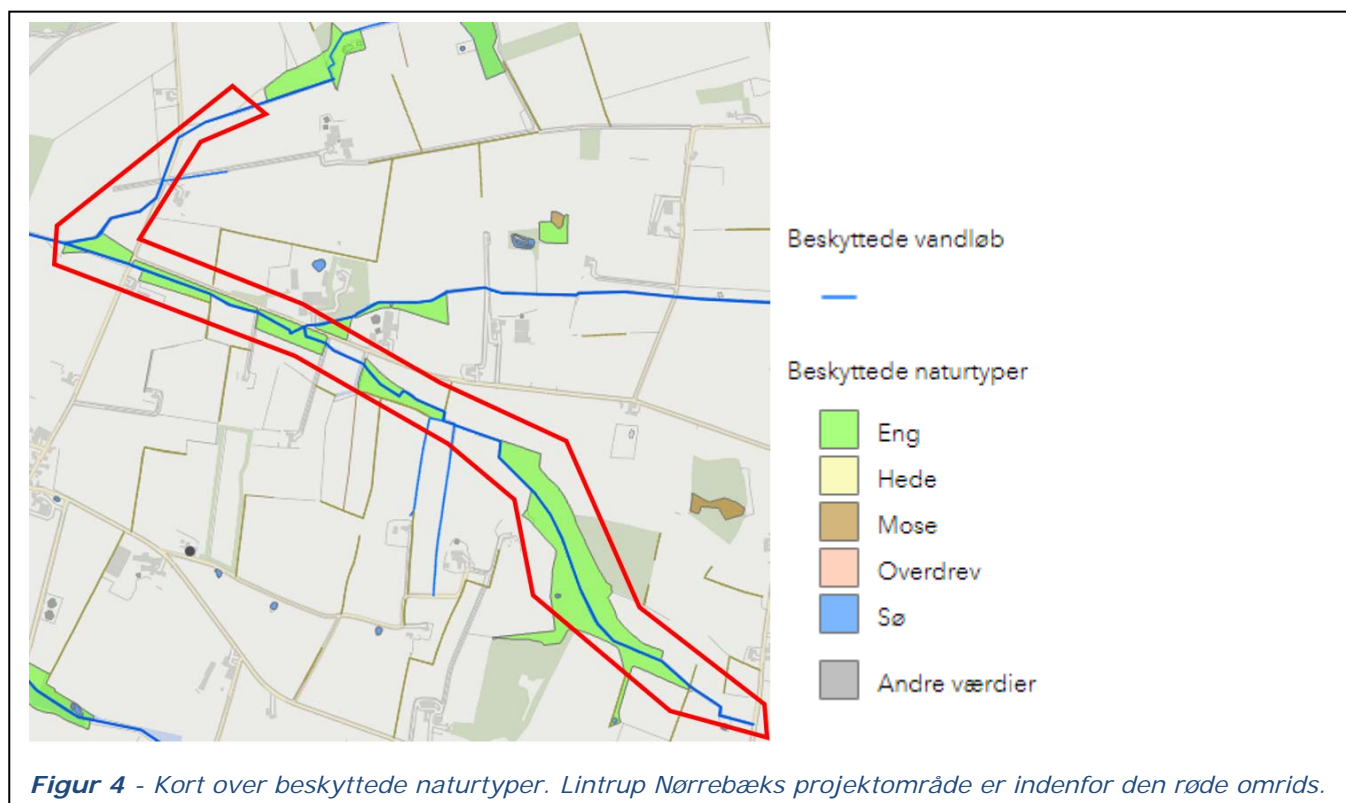 Beskyttede vandløb
Beskyttede naturtyper
Eng
Hede
Mose
Overdrev
Sø
Andre værdier
Figur 4 - Kort over beskyttede naturtyper. Lintrup Nørrebæks projektområde er indenfor den røde omrids.